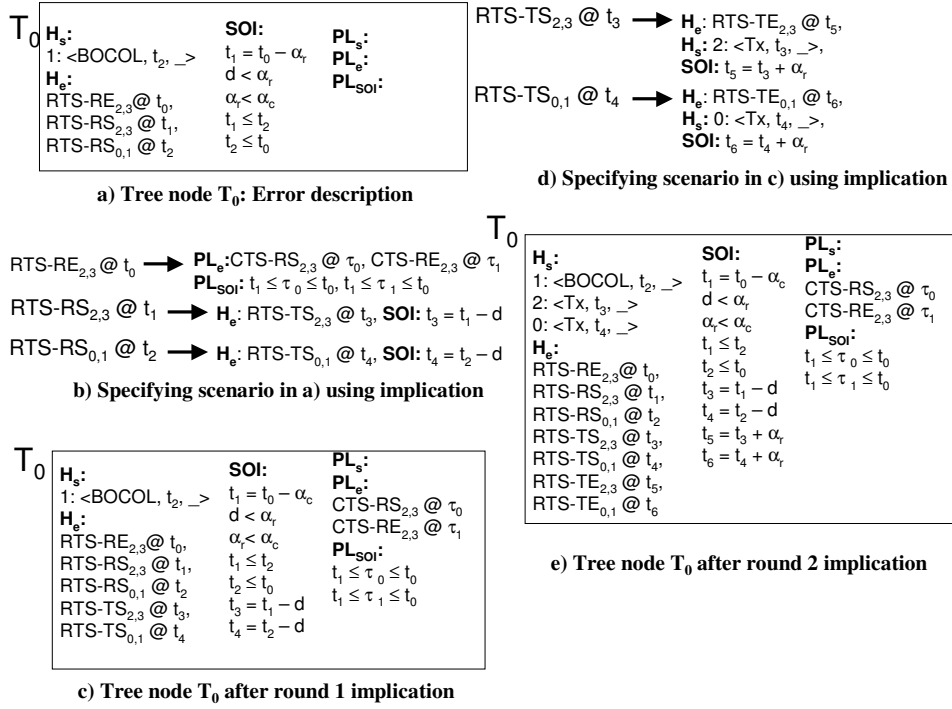 T₀
Hₛ:
1: <BOCOL, t₂, _>
Hₑ:
RTS-RE₂,₃@ t₀,
RTS-RS₂,₃@ t₁,
RTS-RS₀,₁@ t₂
SOI:
t₁ = t₀ – αᵣ
d < αᵣ
αᵣ < α_c
t₁ ≤ t₂
t₂ ≤ t₀
PLₛ:
PLₑ:
PL_SOI:
a) Tree node T₀: Error description
RTS-RE₂,₃ @ t₀ → PLₑ:CTS-RS₂,₃ @ τ₀, CTS-RE₂,₃ @ τ₁
PL_SOI: t₁ ≤ τ₀ ≤ t₀, t₁ ≤ τ₁ ≤ t₀
RTS-RS₂,₃ @ t₁ → Hₑ: RTS-TS₂,₃ @ t₃, SOI: t₃ = t₁ – d
RTS-RS₀,₁ @ t₂ → Hₑ: RTS-TS₀,₁ @ t₄, SOI: t₄ = t₂ – d
b) Specifying scenario in a) using implication
T₀
Hₛ:
1: <BOCOL, t₂, _>
Hₑ:
RTS-RE₂,₃@ t₀,
RTS-RS₂,₃ @ t₁,
RTS-RS₀,₁ @ t₂
RTS-TS₂,₃ @ t₃,
RTS-TS₀,₁ @ t₄
SOI:
t₁ = t₀ – α_c
d < αᵣ
αᵣ < α_c
t₁ ≤ t₂
t₂ ≤ t₀
t₃ = t₁ – d
t₄ = t₂ – d
PLₛ:
PLₑ:
CTS-RS₂,₃ @ τ₀
CTS-RE₂,₃ @ τ₁
PL_SOI:
t₁ ≤ τ₀ ≤ t₀
t₁ ≤ τ₁ ≤ t₀
c) Tree node T₀ after round 1 implication
RTS-TS₂,₃ @ t₃ → Hₑ: RTS-TE₂,₃ @ t₅,
Hₛ: 2: <Tx, t₃, _>,
SOI: t₅ = t₃ + αᵣ
RTS-TS₀,₁ @ t₄ → Hₑ: RTS-TE₀,₁ @ t₆,
Hₛ: 0: <Tx, t₄, _>,
SOI: t₆ = t₄ + αᵣ
d) Specifying scenario in c) using implication
T₀
Hₛ:
1: <BOCOL, t₂, _>
2: <Tx, t₃, _>
0: <Tx, t₄, _>
Hₑ:
RTS-RE₂,₃@ t₀,
RTS-RS₂,₃ @ t₁,
RTS-RS₀,₁ @ t₂
RTS-TS₂,₃ @ t₃,
RTS-TS₀,₁ @ t₄,
RTS-TE₂,₃ @ t₅,
RTS-TE₀,₁ @ t₆
SOI:
t₁ = t₀ – α_c
d < αᵣ
αᵣ < α_c
t₁ ≤ t₂
t₂ ≤ t₀
t₃ = t₁ – d
t₄ = t₂ – d
t₅ = t₃ + αᵣ
t₆ = t₄ + αᵣ
PLₛ:
PLₑ:
CTS-RS₂,₃ @ τ₀
CTS-RE₂,₃ @ τ₁
PL_SOI:
t₁ ≤ τ₀ ≤ t₀
t₁ ≤ τ₁ ≤ t₀
e) Tree node T₀ after round 2 implication